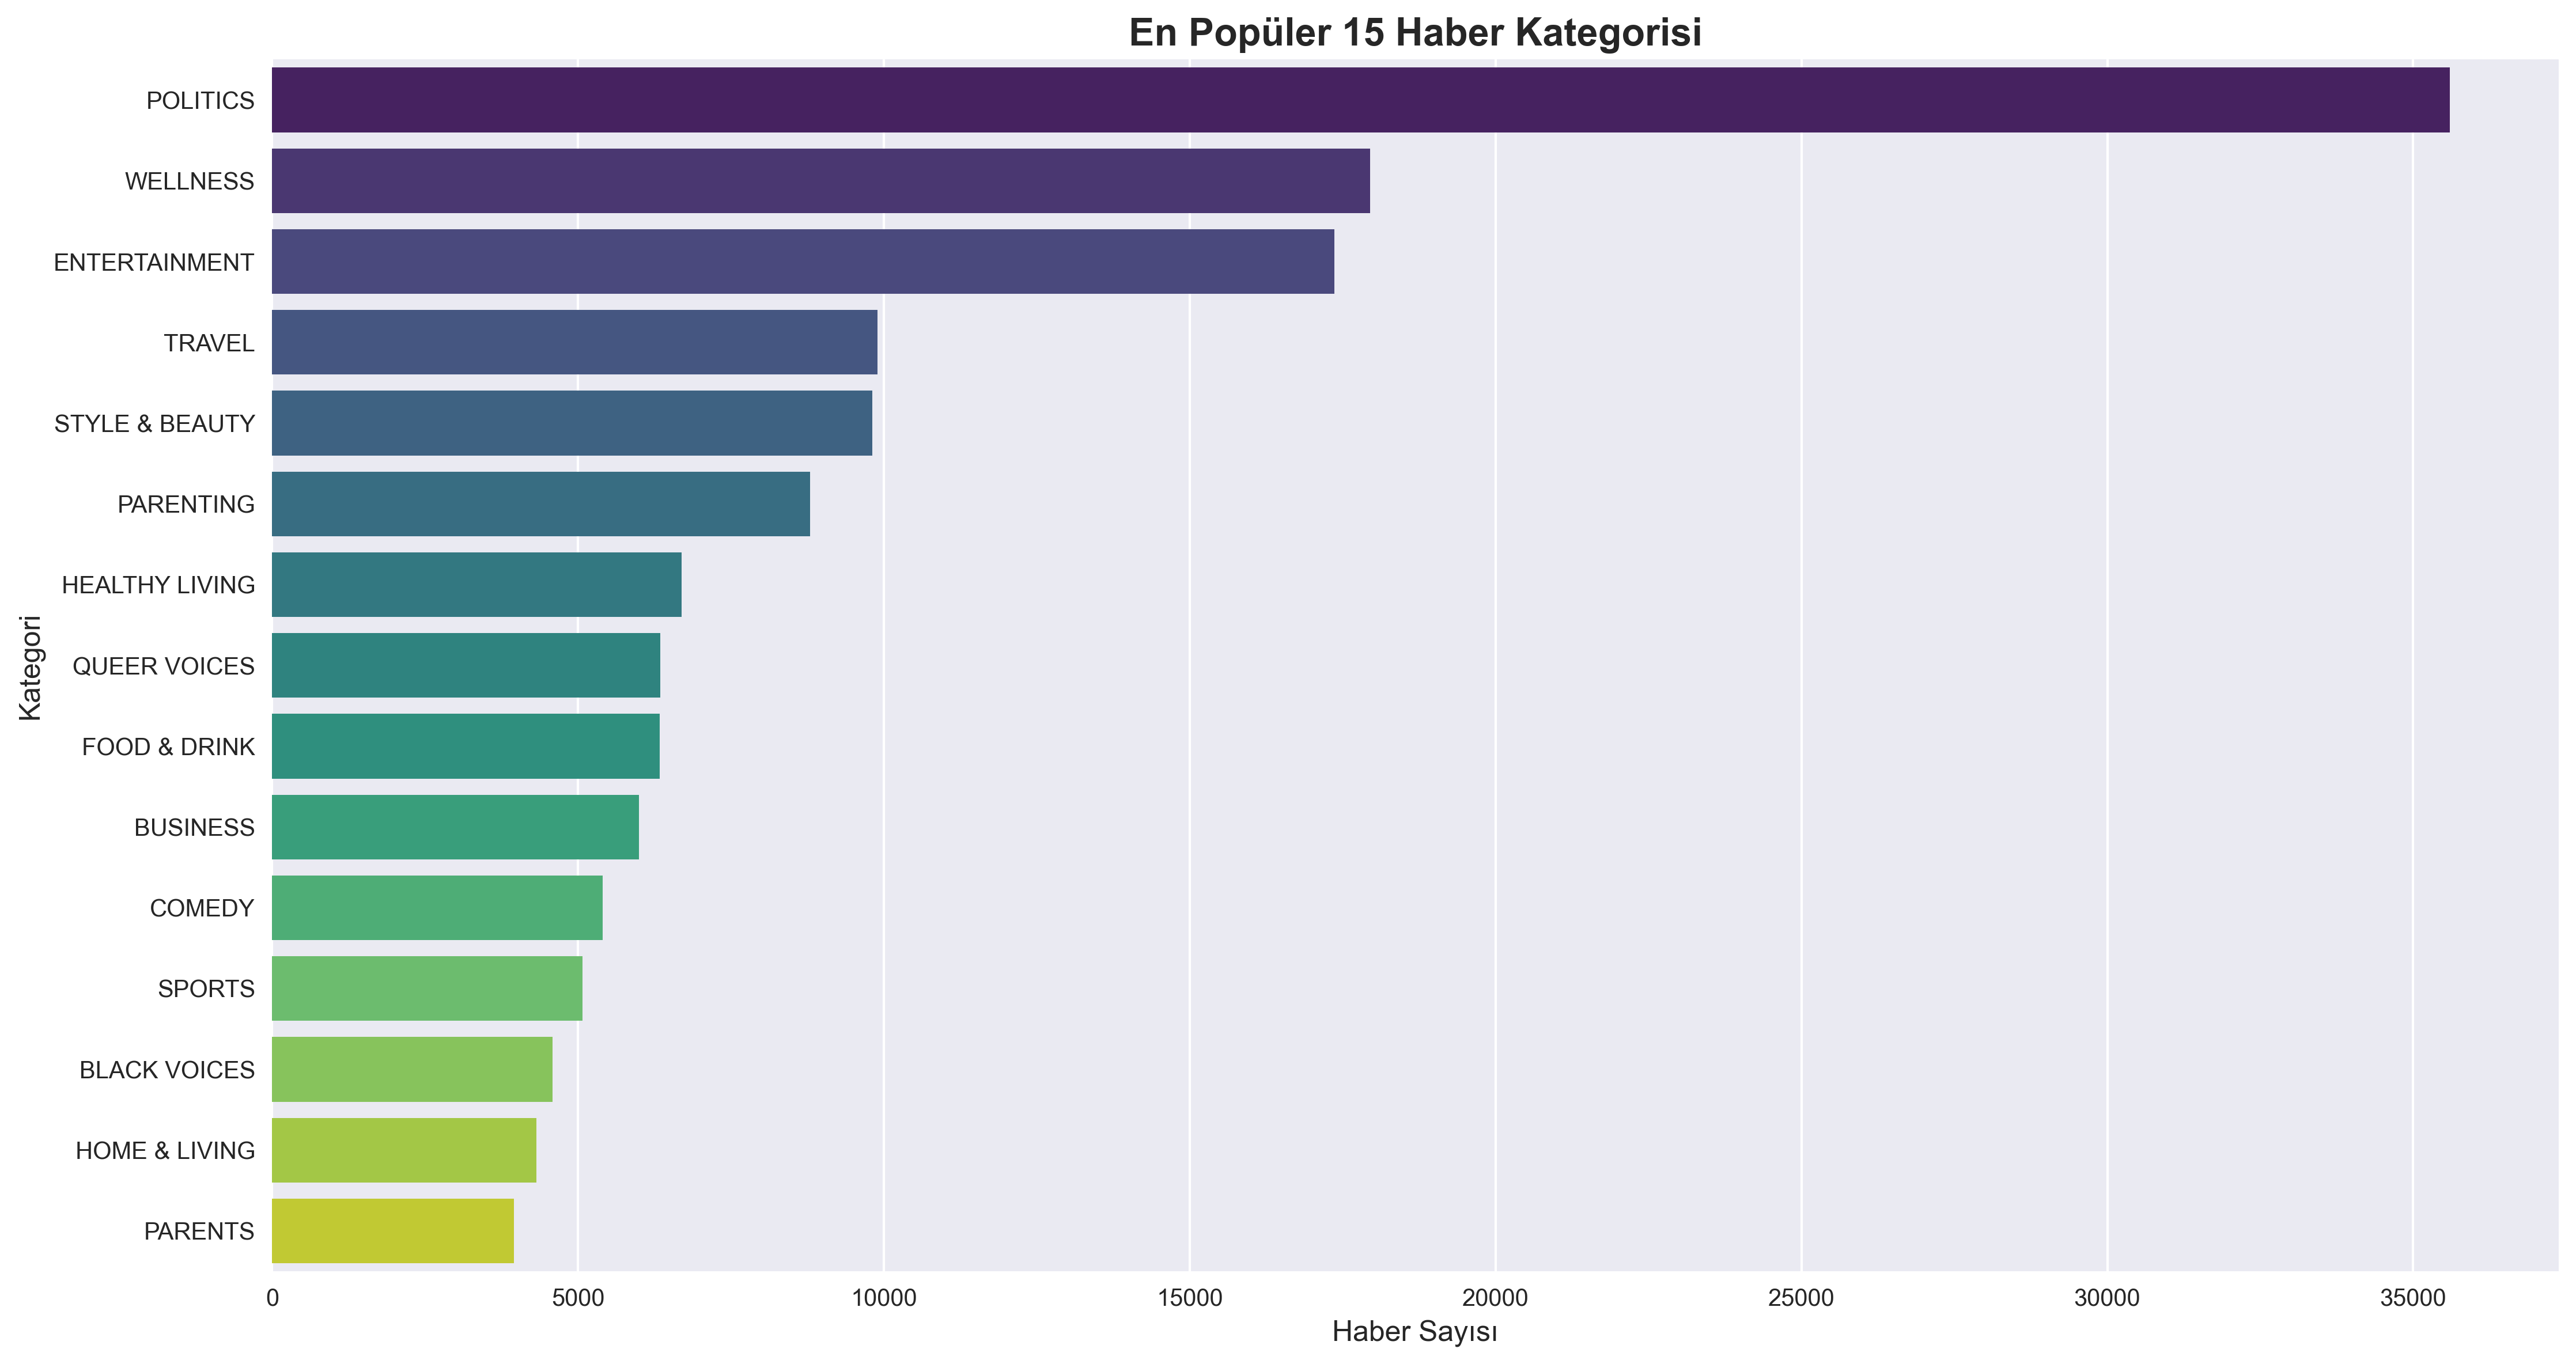 En Popüler 15 Haber Kategorisi
Kategori
POLITICS
WELLNESS
ENTERTAINMENT
TRAVEL
STYLE & BEAUTY
PARENTING
HEALTHY LIVING
QUEER VOICES
FOOD & DRINK
BUSINESS
COMEDY
SPORTS
BLACK VOICES
HOME & LIVING
PARENTS
0 5000 10000 15000 20000 25000 30000 35000
Haber Sayısı